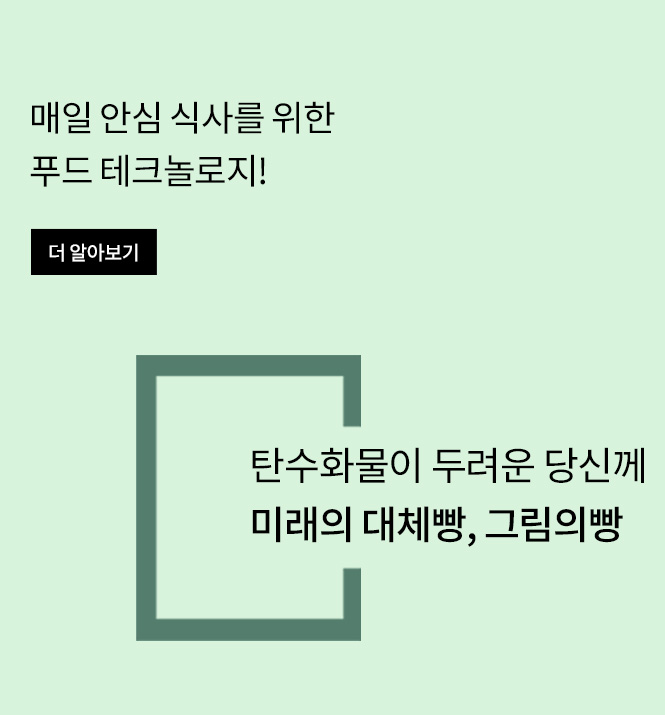 매일 안심 식사를 위한
푸드 테크놀로지!
더 알아보기
탄수화물이 두려운 당신께
미래의 대체빵, 그림의빵